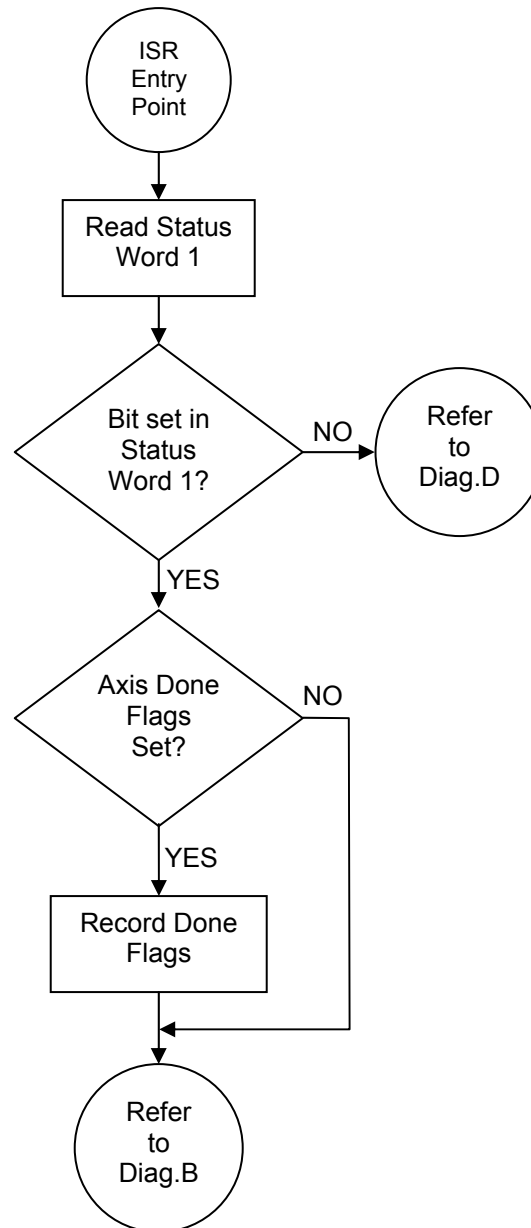 ISR
Entry
Point
Read Status
Word 1
Bit set in
Status
Word 1?
NO
Refer
to
Diag.D
YES
Axis Done
Flags
Set?
NO
YES
Record Done
Flags
Refer
to
Diag.B